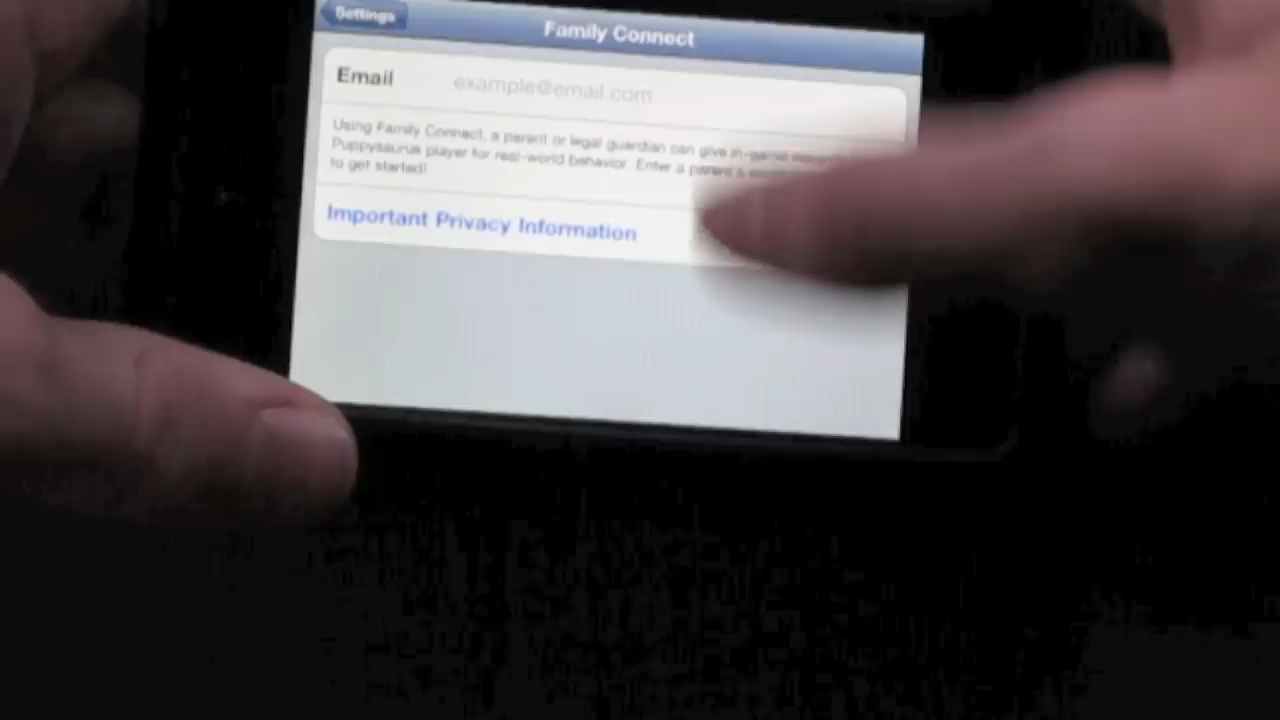 Settings
Family Connect
Email
example@email.com
Using Family Connect, a parent or legal guardian can give in-game
Puppysaurus player for real-world behavior. Enter a parent's
to get started!
Important Privacy Information